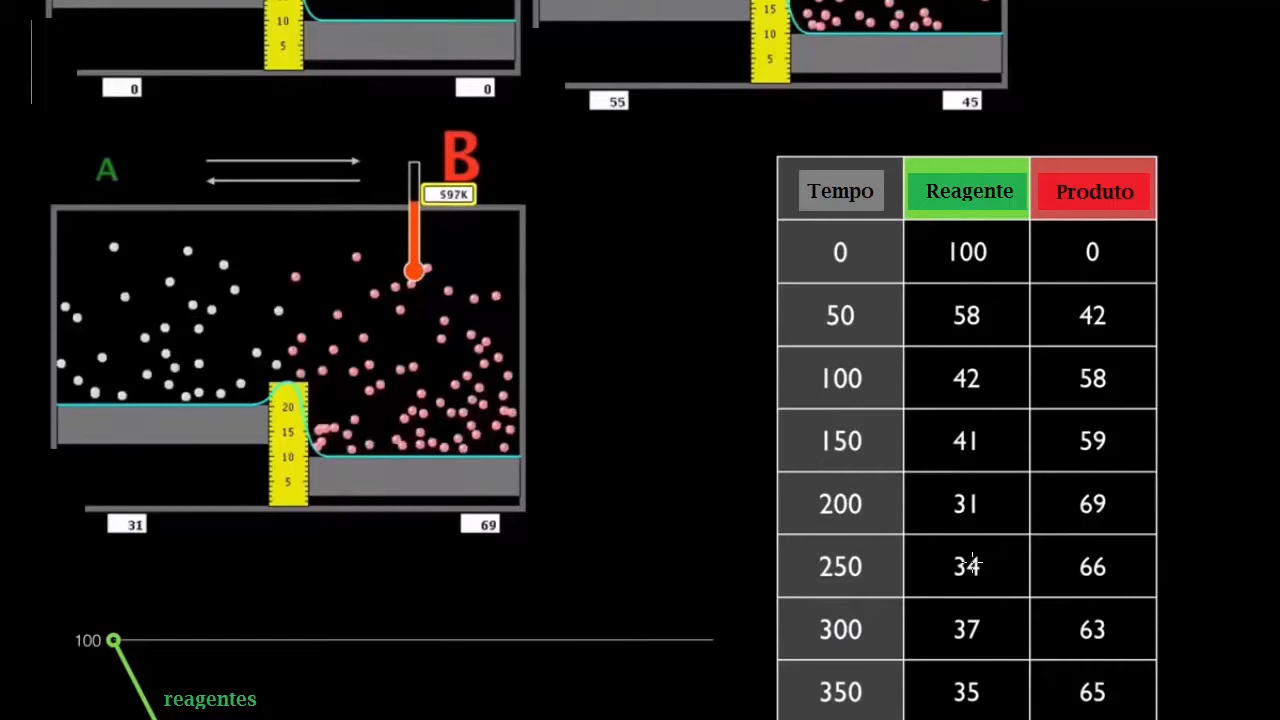 10
5
0 0
15
10
5
55 45
A B
597K
20
15
10
5
31 69
Tempo Reagente Produto
0 100 0
50 58 42
100 42 58
150 41 59
200 31 69
250 34 66
300 37 63
350 35 65
100
reagentes